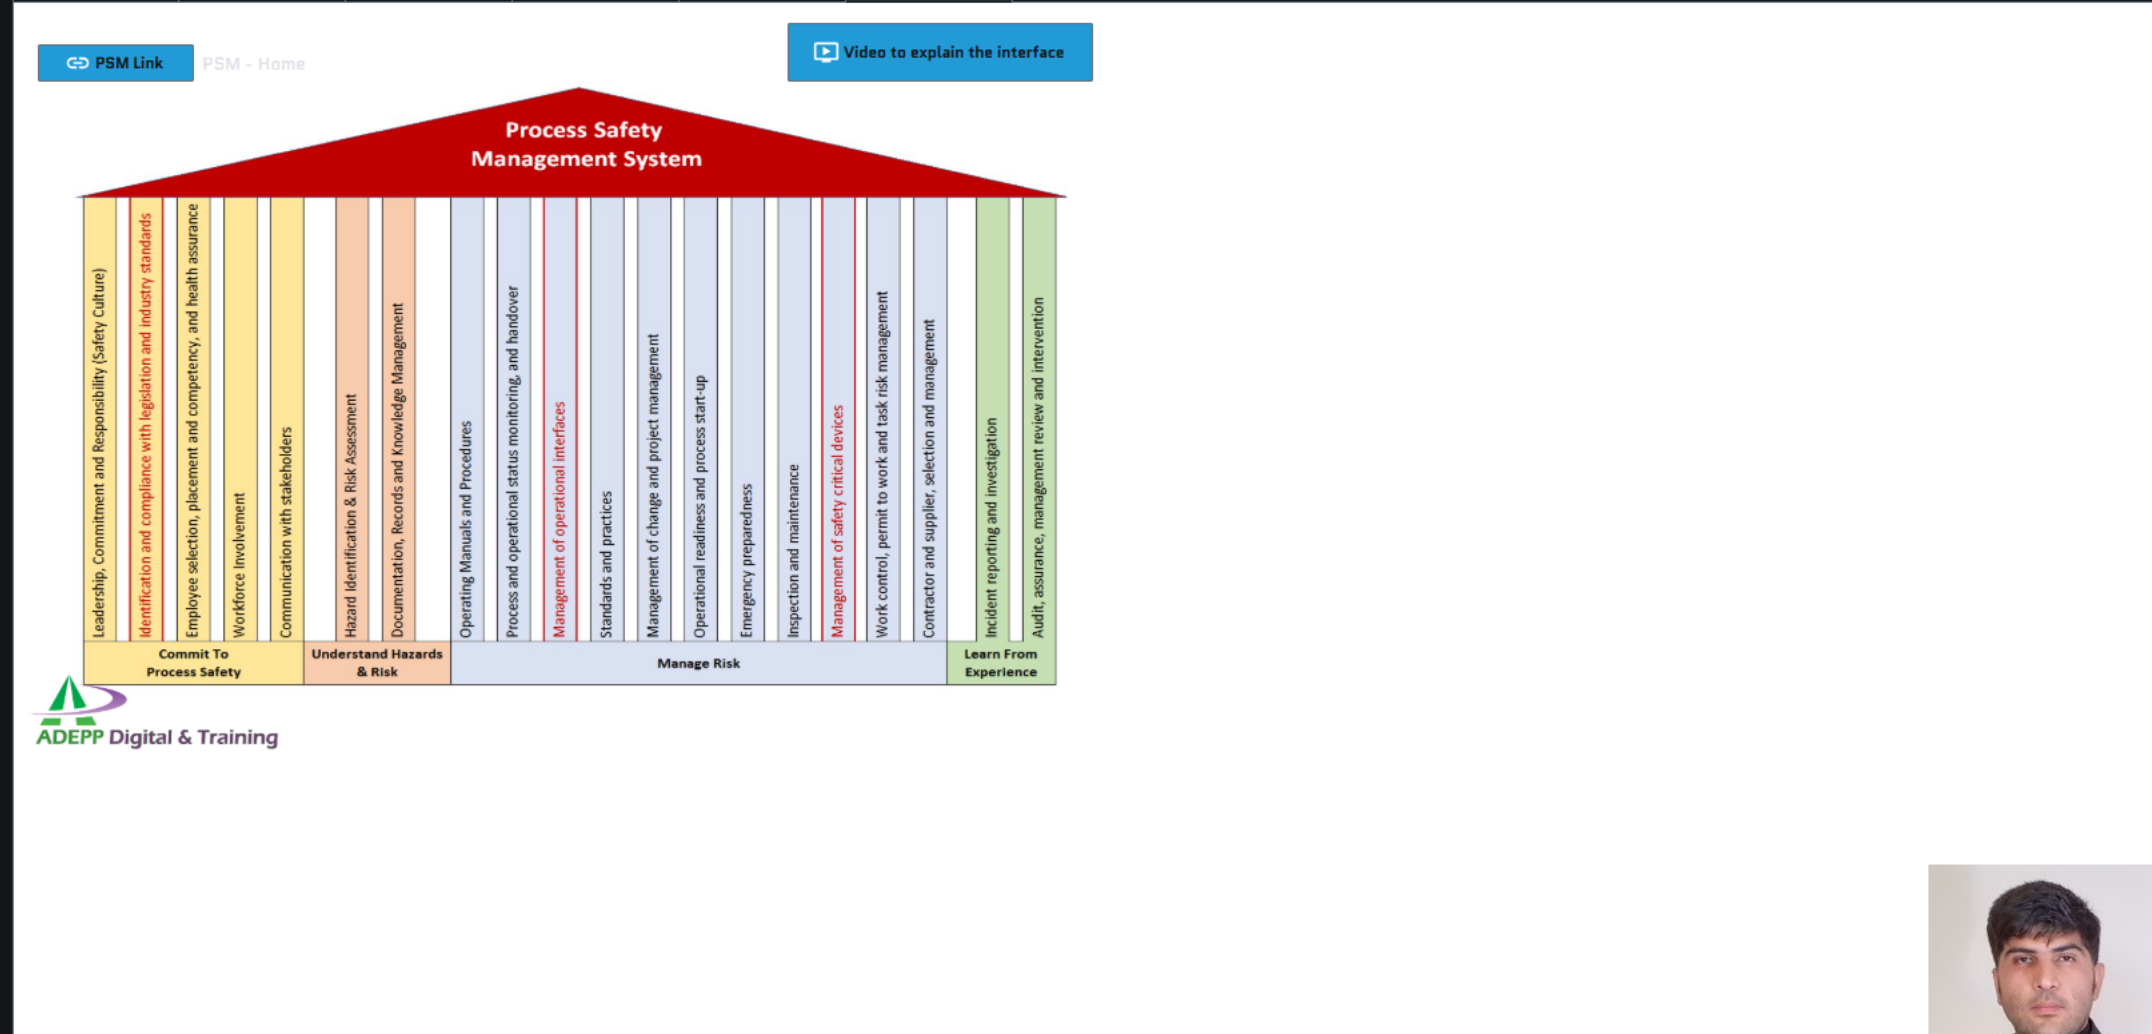 PSM Link
PSM - Home
Video to explain the interface
Process Safety
Management System
Leadership, Commitment and Responsibility (Safety Culture)
Identification and compliance with legislation and industry standards
Employee selection, placement and competency, and health assurance
Workforce Involvement
Communication with stakeholders
Hazard Identification & Risk Assessment
Documentation, Records and Knowledge Management
Operating Manuals and Procedures
Process and operational status monitoring, and handover
Management of operational interfaces
Standards and practices
Management of change and project management
Operational readiness and process start-up
Emergency preparedness
Inspection and maintenance
Management of safety critical devices
Work control, permit to work and task risk management
Contractor and supplier, selection and management
Incident reporting and investigation
Audit, assurance, management review and intervention
Commit To
Process Safety
Understand Hazards
& Risk
Manage Risk
Learn From
Experience
ADEPP Digital & Training